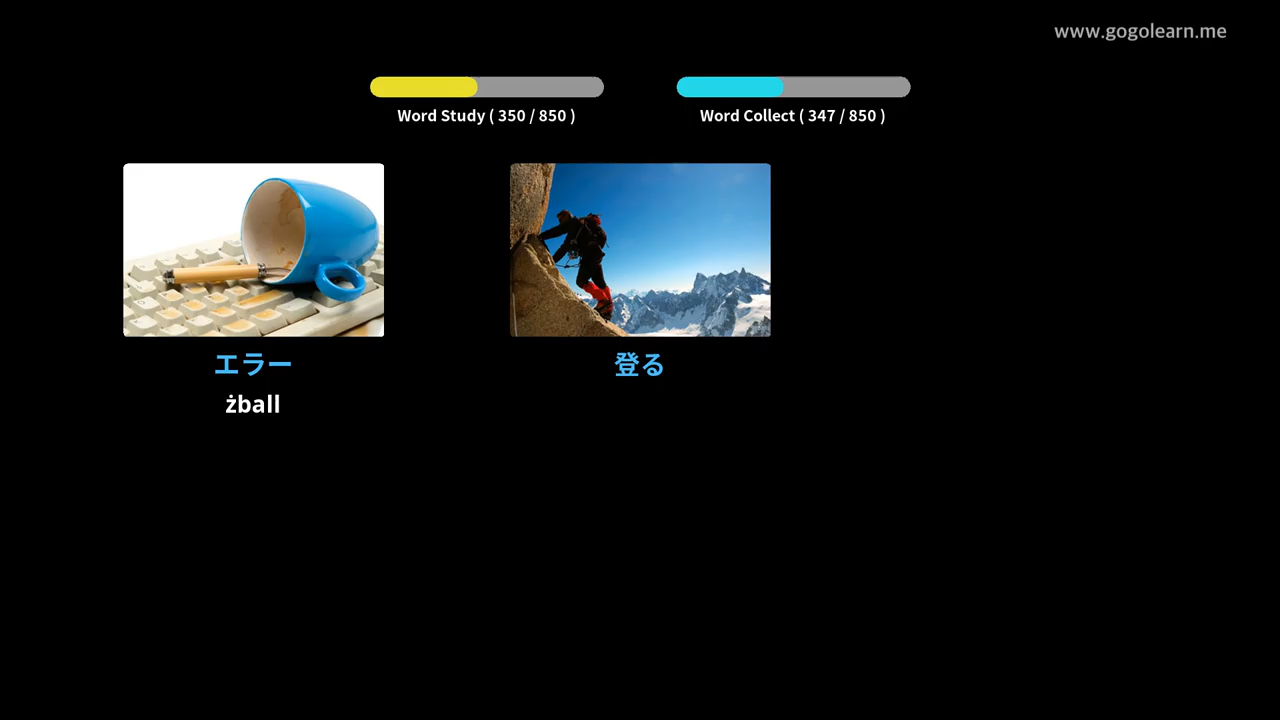 www.gogolearn.me
Word Study ( 350 / 850 )
Word Collect ( 347 / 850 )
エラー
żball
登る